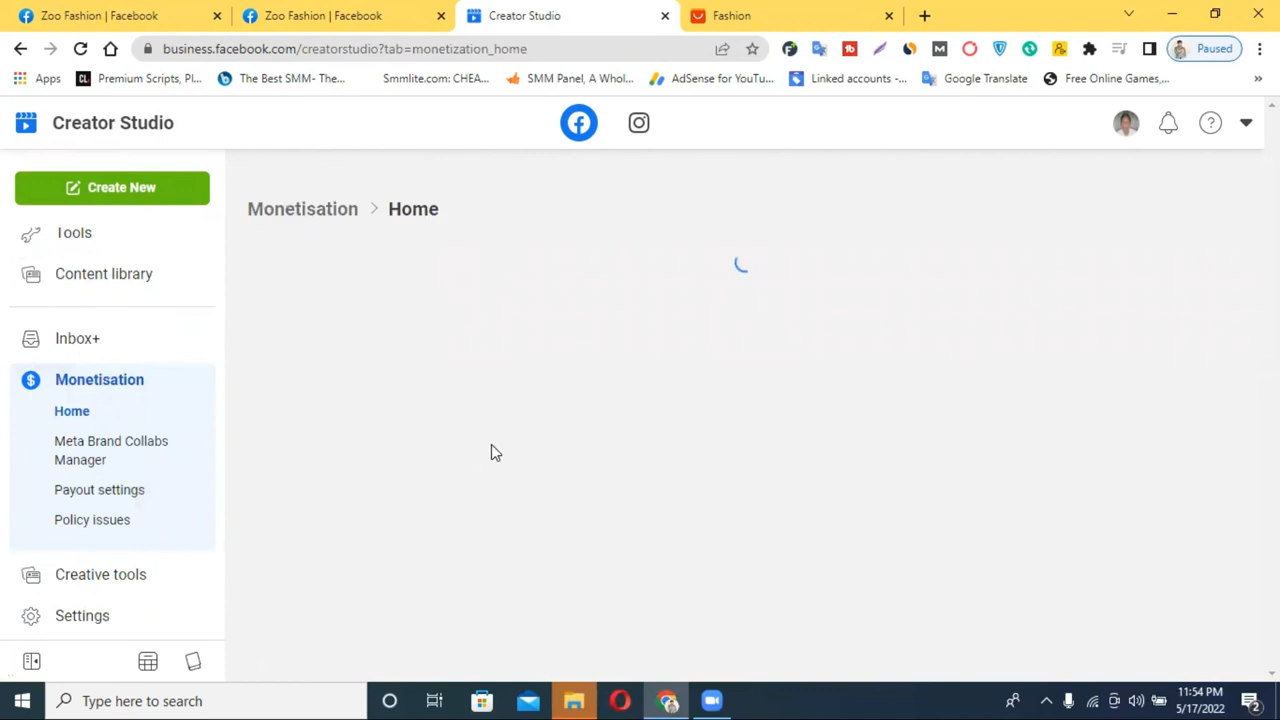 Zoo Fashion | Facebook
Zoo Fashion | Facebook
Creator Studio
Fashion
business.facebook.com/creatorstudio?tab=monetization_home
Paused
Apps
Premium Scripts, Pl...
The Best SMM- The...
Smmlite.com: CHEA...
SMM Panel, A Whol...
AdSense for YouTu...
Linked accounts -...
Google Translate
Free Online Games,...
Creator Studio
Create New
Monetisation > Home
Tools
Content library
Inbox+
Monetisation
Home
Meta Brand Collabs
Manager
Payout settings
Policy issues
Creative tools
Settings
Type here to search
11:54 PM
5/17/2022
2